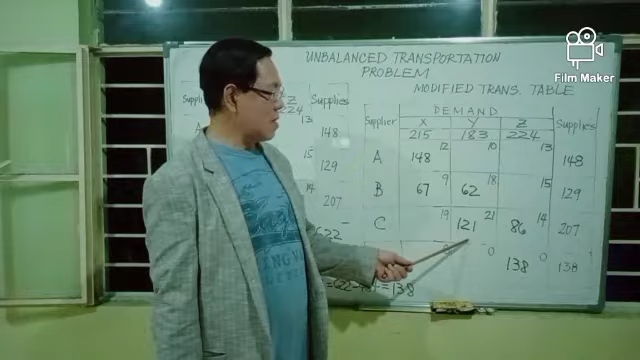 Film Maker
UNBALANCED TRANSPORTATION
PROBLEM
MODIFIED TRANS. TABLE
Z Supplies
224
13
148
15
129
14
207
622
=138
Supplier DEMAND Supplies
X Y Z
215 183 224
A 148 12 10 13 148
B 67 9 62 18 15 129
C 19 121 21 86 14 207
0 138 0 138